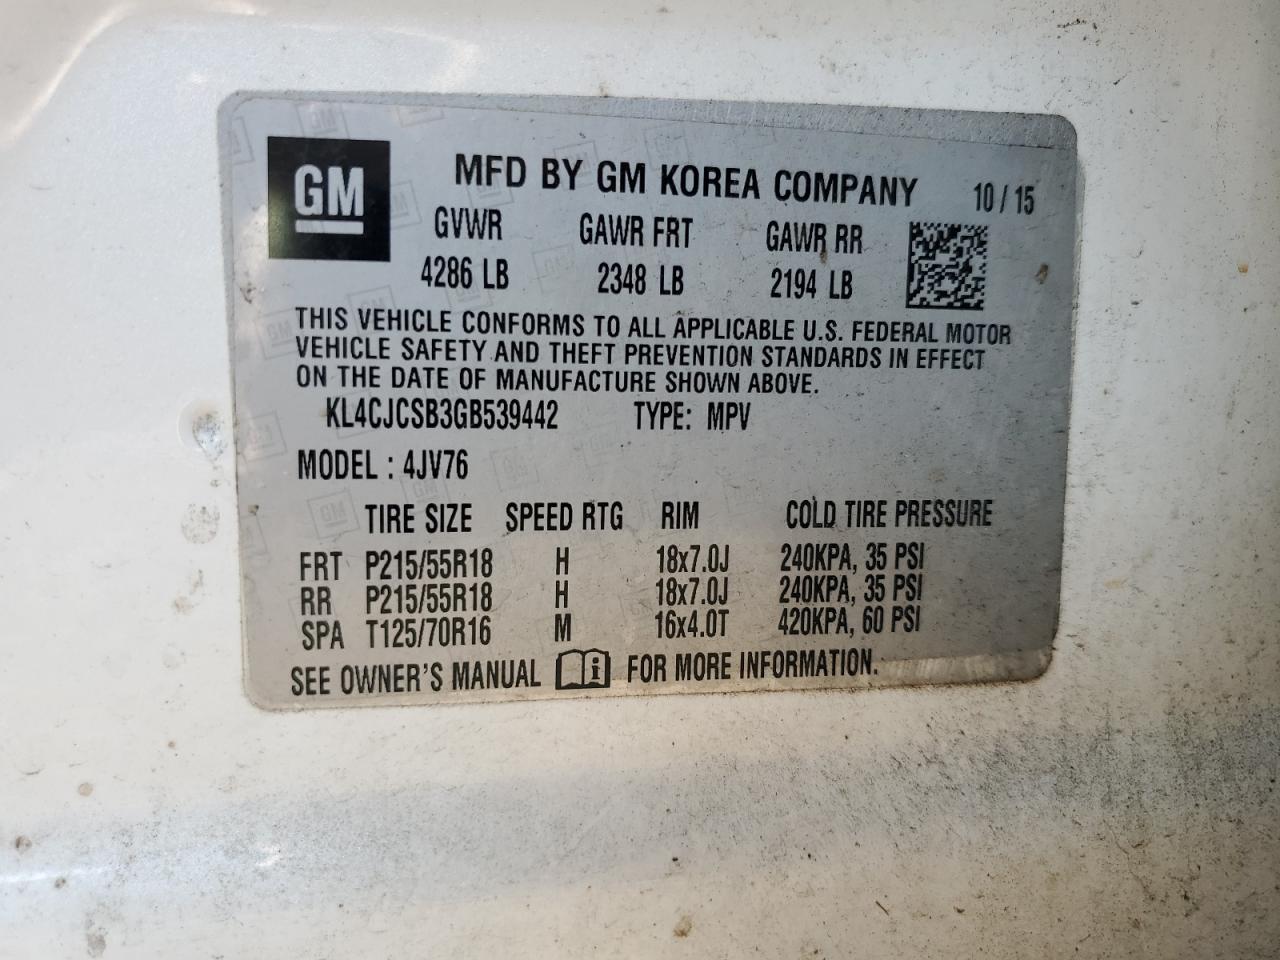 GM
MFD BY GM KOREA COMPANY 10 / 15
GVWR GAWR FRT GAWR RR
4286 LB 2348 LB 2194 LB
THIS VEHICLE CONFORMS TO ALL APPLICABLE U.S. FEDERAL MOTOR
VEHICLE SAFETY AND THEFT PREVENTION STANDARDS IN EFFECT
ON THE DATE OF MANUFACTURE SHOWN ABOVE.
KL4CJCSB3GB539442 TYPE: MPV
MODEL : 4JV76
TIRE SIZE SPEED RTG RIM COLD TIRE PRESSURE
FRT P215/55R18 H 18x7.0J 240KPA, 35 PSI
RR P215/55R18 H 18x7.0J 240KPA, 35 PSI
SPA T125/70R16 M 16x4.0T 420KPA, 60 PSI
SEE OWNER'S MANUAL i FOR MORE INFORMATION.